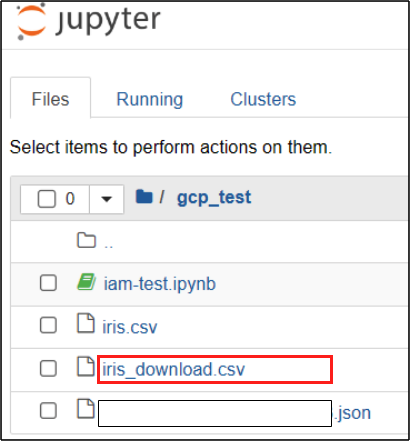 jupyter
Files Running Clusters
Select items to perform actions on them.
0 / gcp_test
..
iam-test.ipynb
iris.csv
iris_download.csv
.json